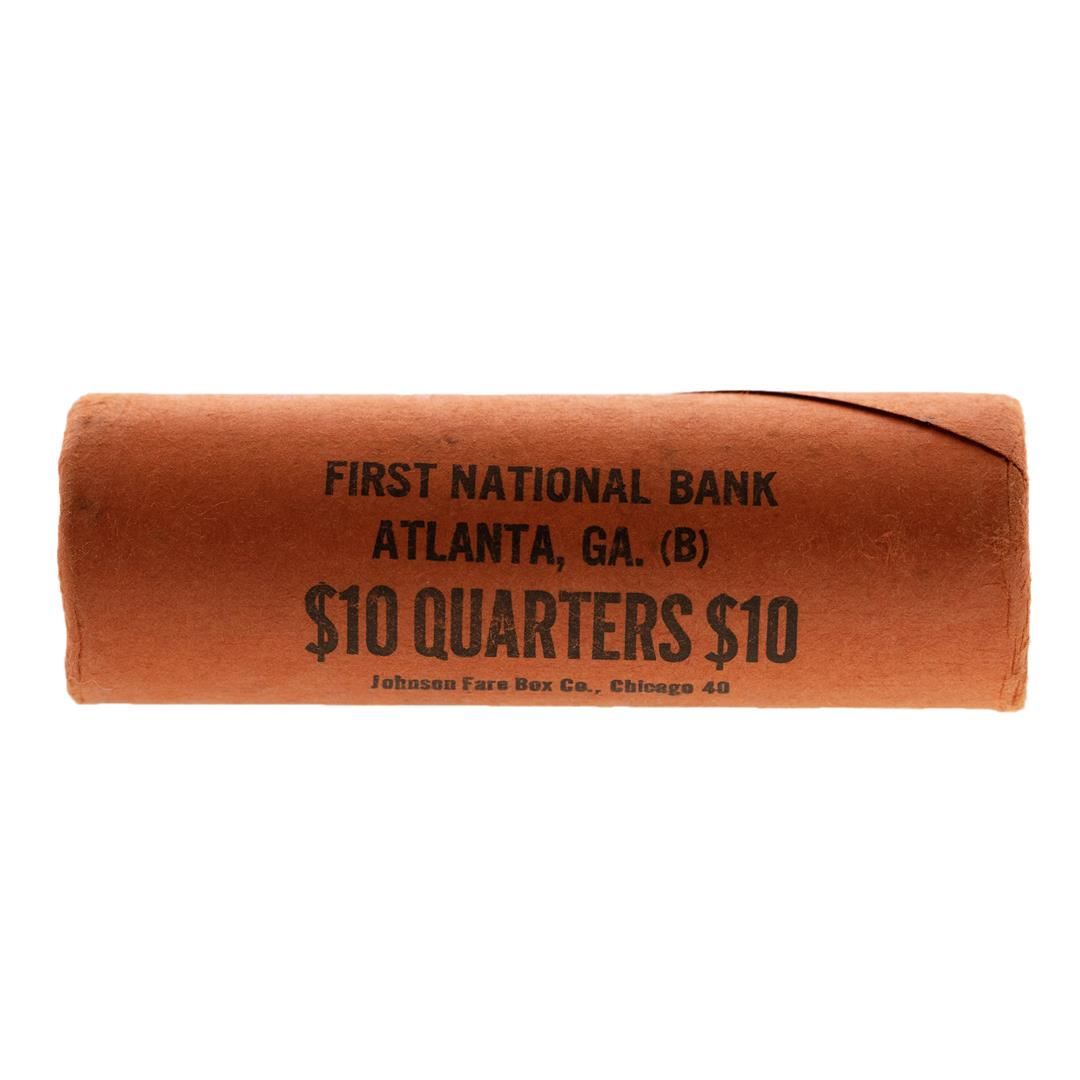 FIRST NATIONAL BANK
ATLANTA, GA. (B)
$10 QUARTERS $10
Johnson Fare Box Co., Chicago 40